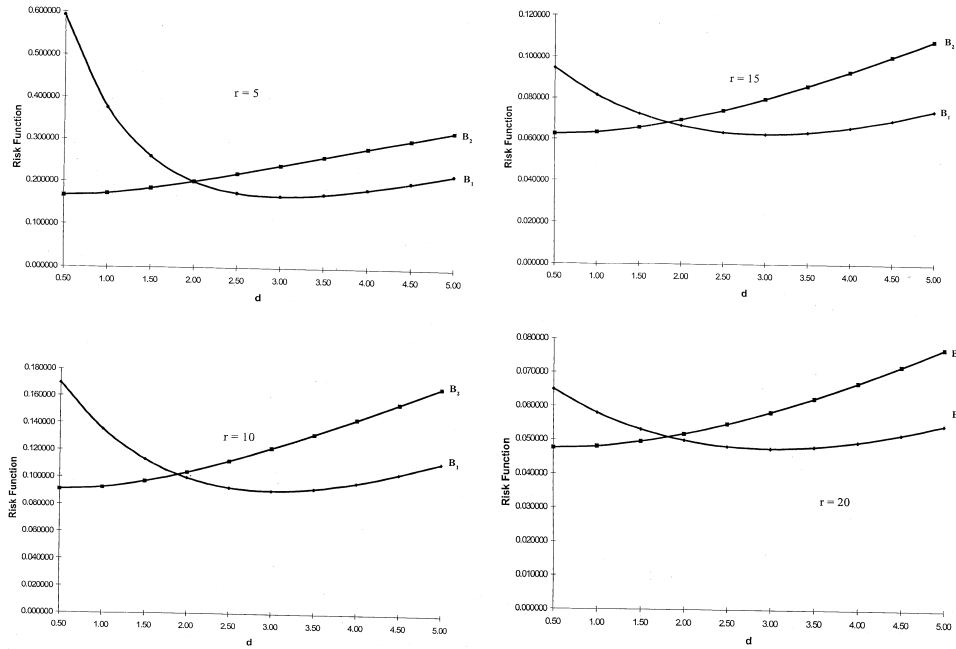 0.600000
0.500000
0.400000
0.300000
0.200000
0.100000
0.000000
Risk Function
r = 5
B2
B1
0.50 1.00 1.50 2.00 2.50 3.00 3.50 4.00 4.50 5.00
d
0.120000
0.100000
0.080000
0.060000
0.040000
0.020000
0.000000
Risk Function
r = 15
B2
B1
0.50 1.00 1.50 2.00 2.50 3.00 3.50 4.00 4.50 5.00
d
0.180000
0.160000
0.140000
0.120000
0.100000
0.080000
0.060000
0.040000
0.020000
0.000000
Risk Function
r = 10
B2
B1
0.50 1.00 1.50 2.00 2.50 3.00 3.50 4.00 4.50 5.00
d
0.080000
0.070000
0.060000
0.050000
0.040000
0.030000
0.020000
0.010000
0.000000
Risk Function
r = 20
0.50 1.00 1.50 2.00 2.50 3.00 3.50 4.00 4.50 5.00
d